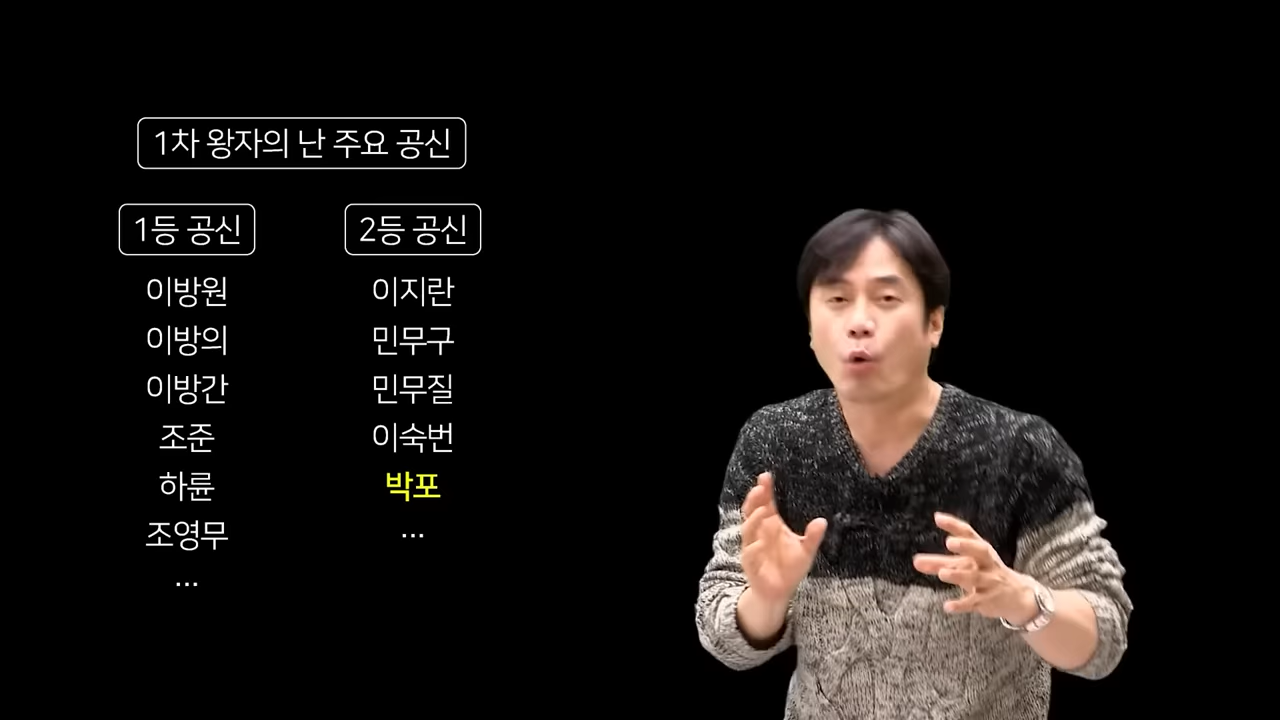 1차 왕자의 난 주요 공신
1등 공신
이방원
이방의
이방간
조준
하륜
조영무
...
2등 공신
이지란
민무구
민무질
이숙번
박포
...